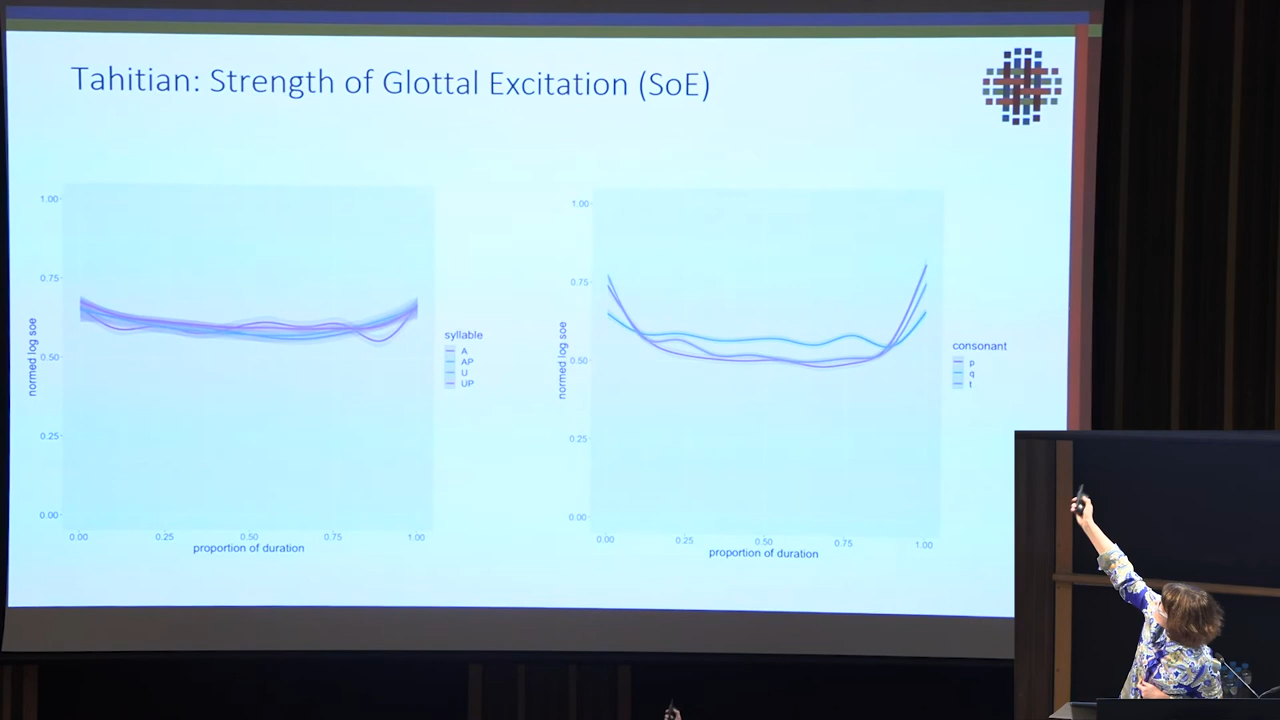 Tahitian: Strength of Glottal Excitation (SoE)
1.00
0.75
0.50
0.25
0.00
normed log soe
0.00 0.25 0.50 0.75 1.00
proportion of duration
syllable
A
AP
U
UP
1.00
0.75
0.50
0.25
0.00
normed log soe
0.00 0.25 0.50 0.75 1.00
proportion of duration
consonant
p
q
t